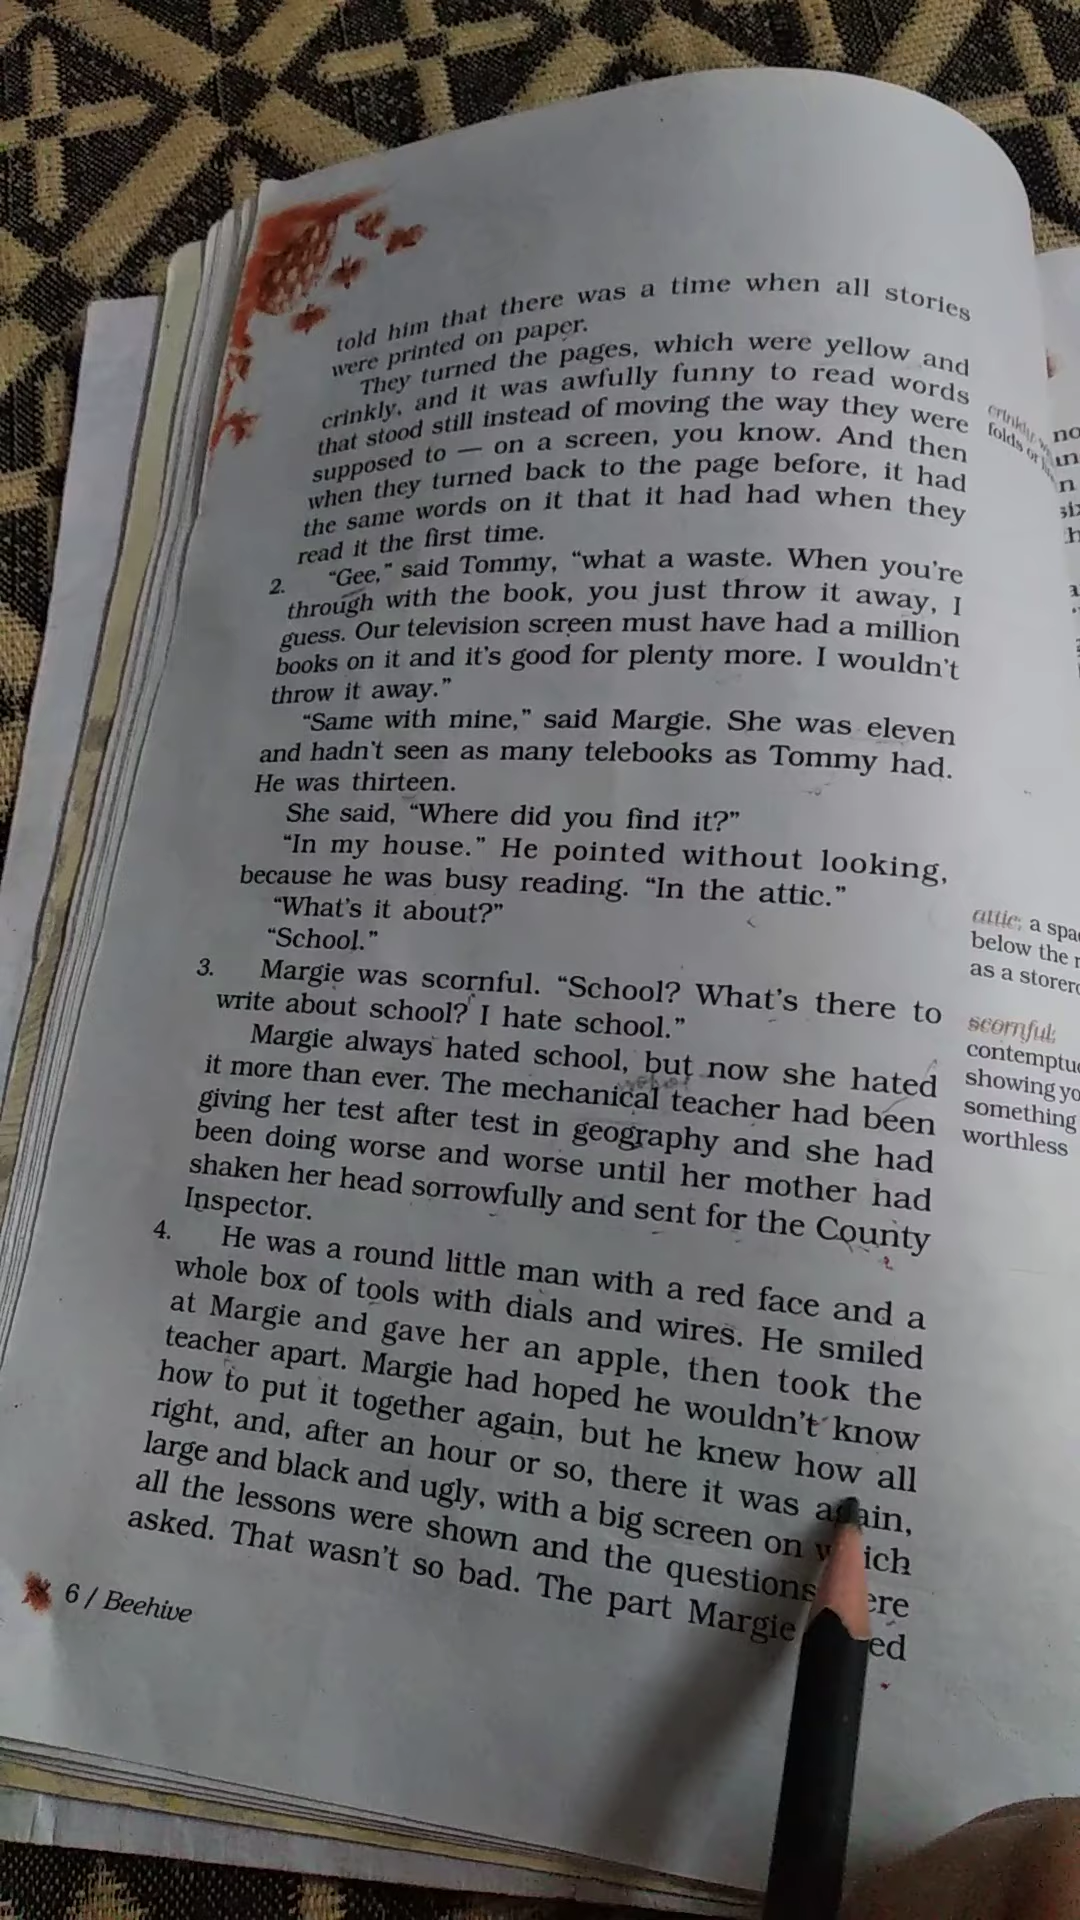 told him that there was a time when all stories
were printed on paper.
They turned the pages, which were yellow and
crinkly, and it was awfully funny to read words
that stood still instead of moving the way they were
supposed to — on a screen, you know. And then
when they turned back to the page before, it had
the same words on it that it had had when they
read it the first time.
2. “Gee,” said Tommy, “what a waste. When you're
through with the book, you just throw it away, I
guess. Our television screen must have had a million
books on it and it's good for plenty more. I wouldn't
throw it away.”
“Same with mine,” said Margie. She was eleven
and hadn't seen as many telebooks as Tommy had.
He was thirteen.
She said, “Where did you find it?”
“In my house.” He pointed without looking,
because he was busy reading. “In the attic.”
“What's it about?”
“School.”
3. Margie was scornful. “School? What's there to
write about school? I hate school.”
Margie always hated school, but now she hated
it more than ever. The mechanical teacher had been
giving her test after test in geography and she had
been doing worse and worse until her mother had
shaken her head sorrowfully and sent for the County
Inspector.
4. He was a round little man with a red face and a
whole box of tools with dials and wires. He smiled
at Margie and gave her an apple, then took the
teacher apart. Margie had hoped he wouldn't know
how to put it together again, but he knew how all
right, and, after an hour or so, there it was again,
large and black and ugly, with a big screen on which
all the lessons were shown and the questions were
asked. That wasn't so bad. The part Margie
6 / Beehive
crinkly:
folds or
attic: a
below the
as a
scornful:
showing
something
worthless